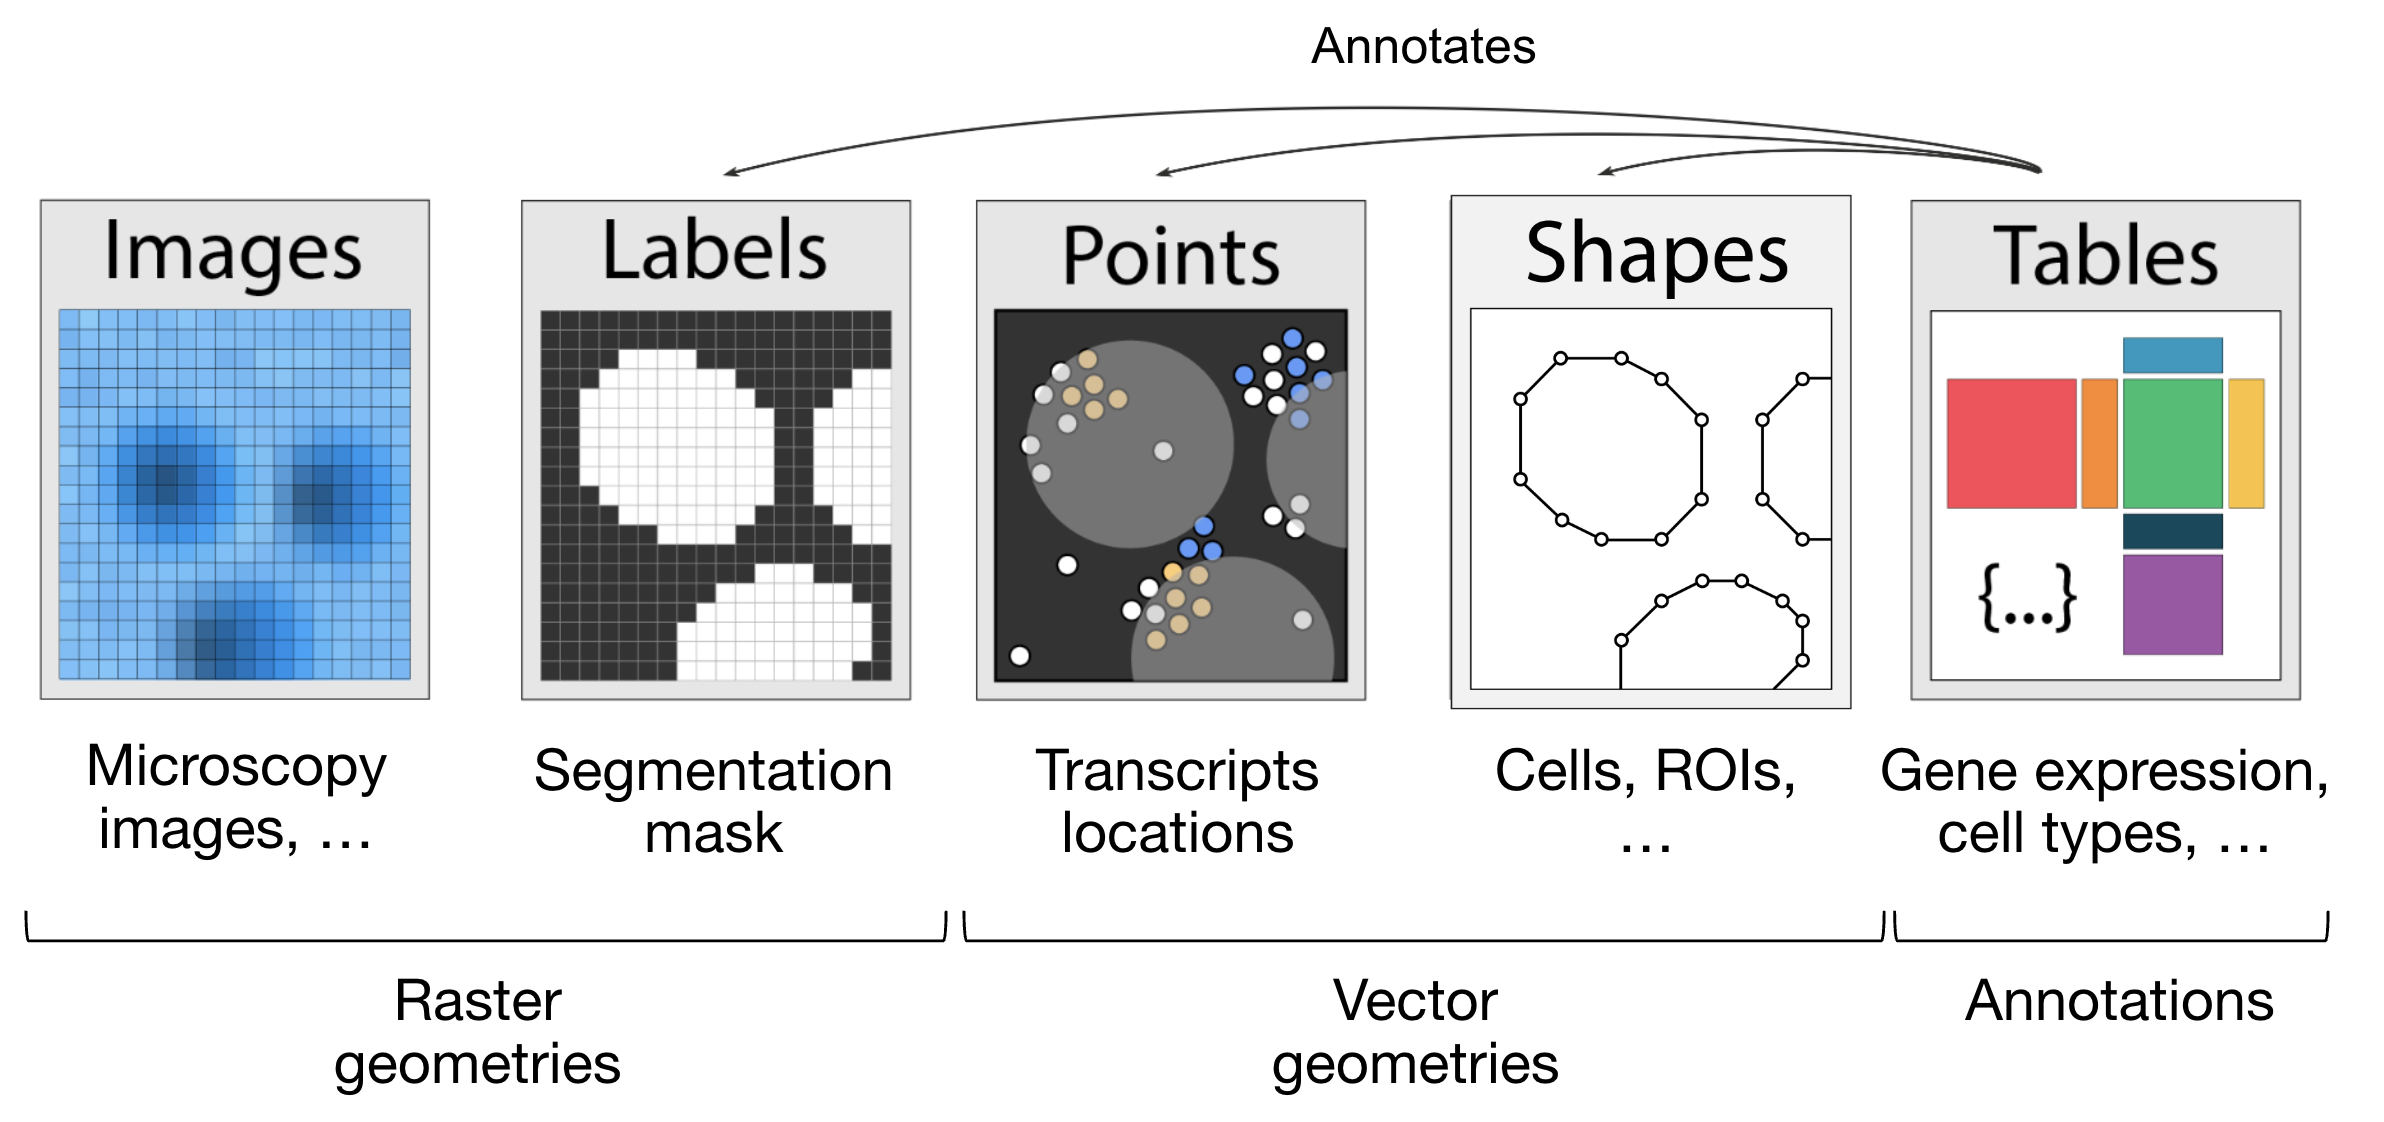 Annotates
Images
Labels
Points
Shapes
Tables
{...}
Microscopy
images, …
Segmentation
mask
Transcripts
locations
Cells, ROIs,
…
Gene expression,
cell types, …
Raster
geometries
Vector
geometries
Annotations